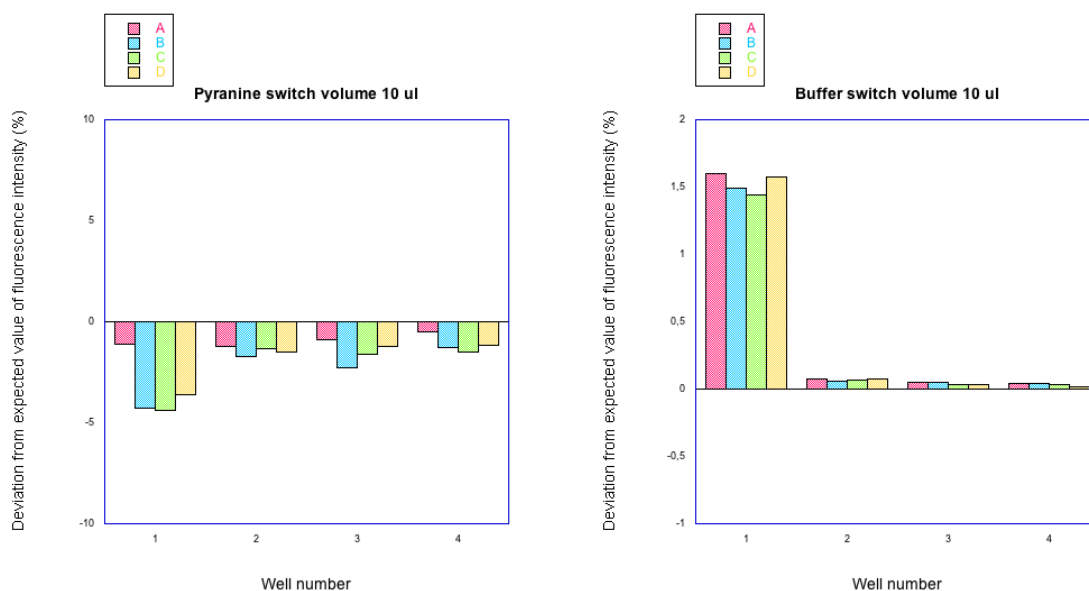 A
B
C
D
Pyranine switch volume 10 ul
Deviation from expected value of fluorescence intensity (%)
10
5
0
-5
-10
1 2 3 4
Well number
A
B
C
D
Buffer switch volume 10 ul
Deviation from expected value of fluorescence intensity (%)
2
1,5
1
0,5
0
-0,5
-1
1 2 3 4
Well number